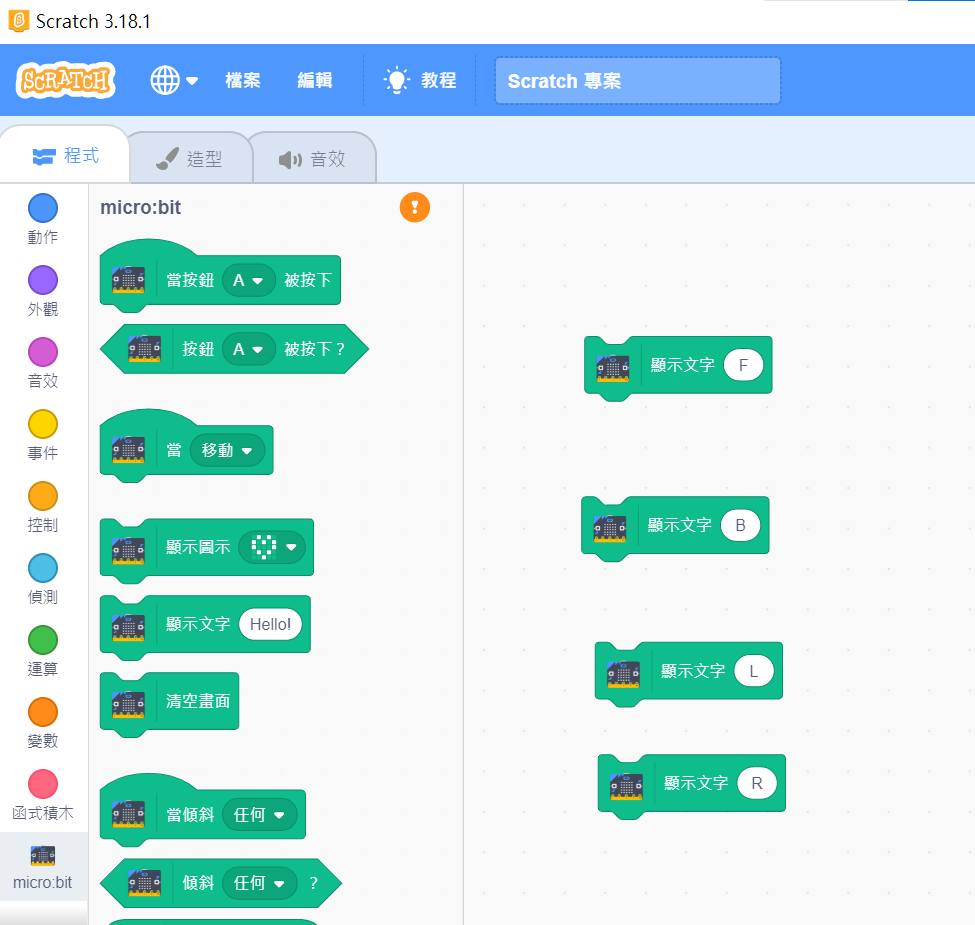 Scratch 3.18.1
SCRATCH 檔案 編輯 教程 Scratch 專案
程式 造型 音效
動作
外觀
音效
事件
控制
偵測
運算
變數
函式積木
micro:bit
micro:bit
當按鈕 A 被按下
按鈕 A 被按下?
當 移動
顯示圖示
顯示文字 Hello!
清空畫面
當傾斜 任何
傾斜 任何 ?
顯示文字 F
顯示文字 B
顯示文字 L
顯示文字 R